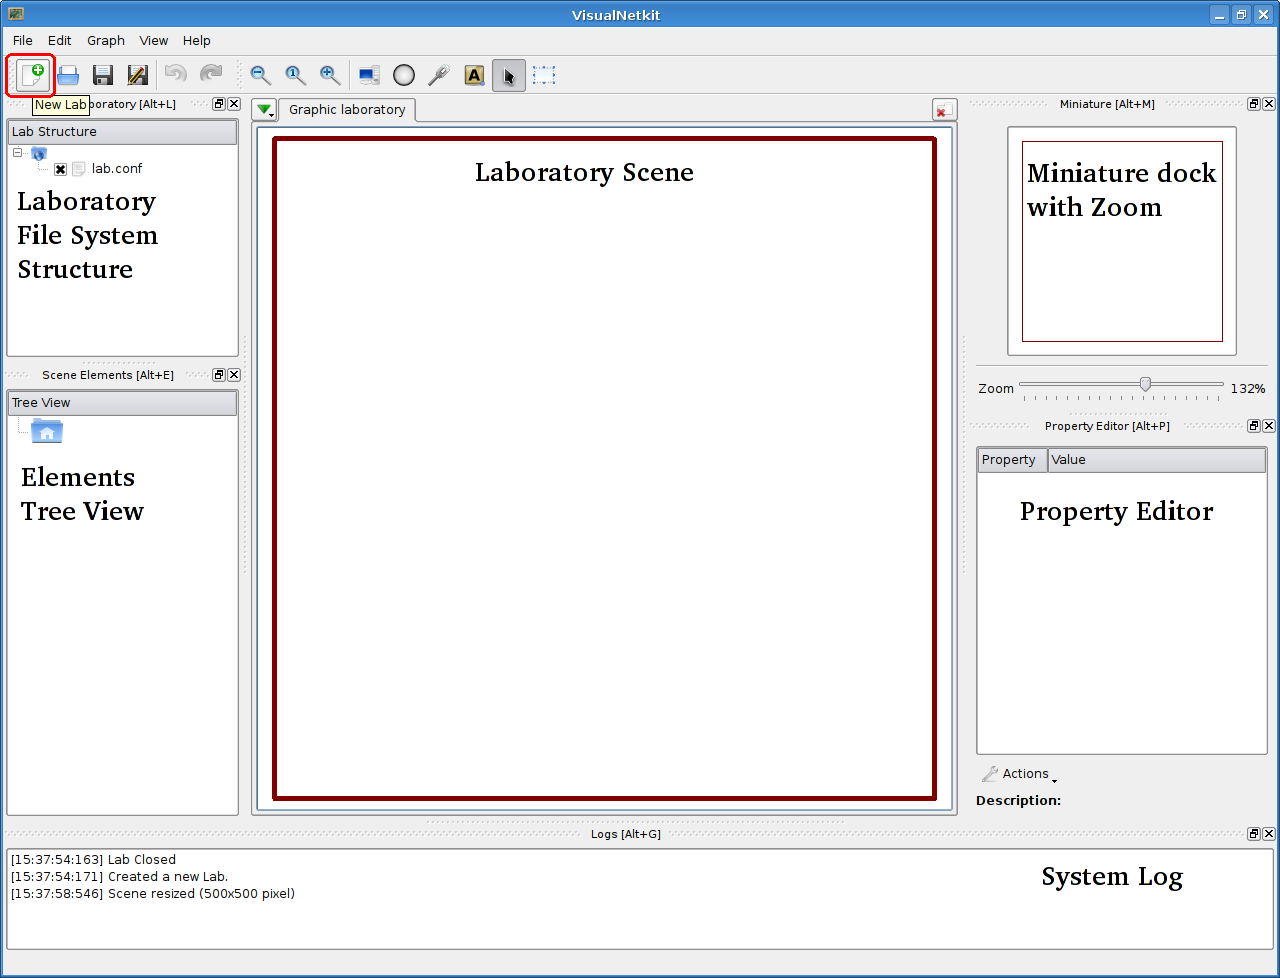 VisualNetkit
File Edit Graph View Help
1 A
New Lab boratory [Alt+L]
Lab Structure
lab.conf
Laboratory
File System
Structure
Scene Elements [Alt+E]
Tree View
Elements
Tree View
Graphic laboratory
Laboratory Scene
Miniature [Alt+M]
Miniature dock
with Zoom
Zoom 132%
Property Editor [Alt+P]
Property Value
Property Editor
Actions
Description:
Logs [Alt+G]
[15:37:54:163] Lab Closed
[15:37:54:171] Created a new Lab.
[15:37:58:546] Scene resized (500x500 pixel)
System Log